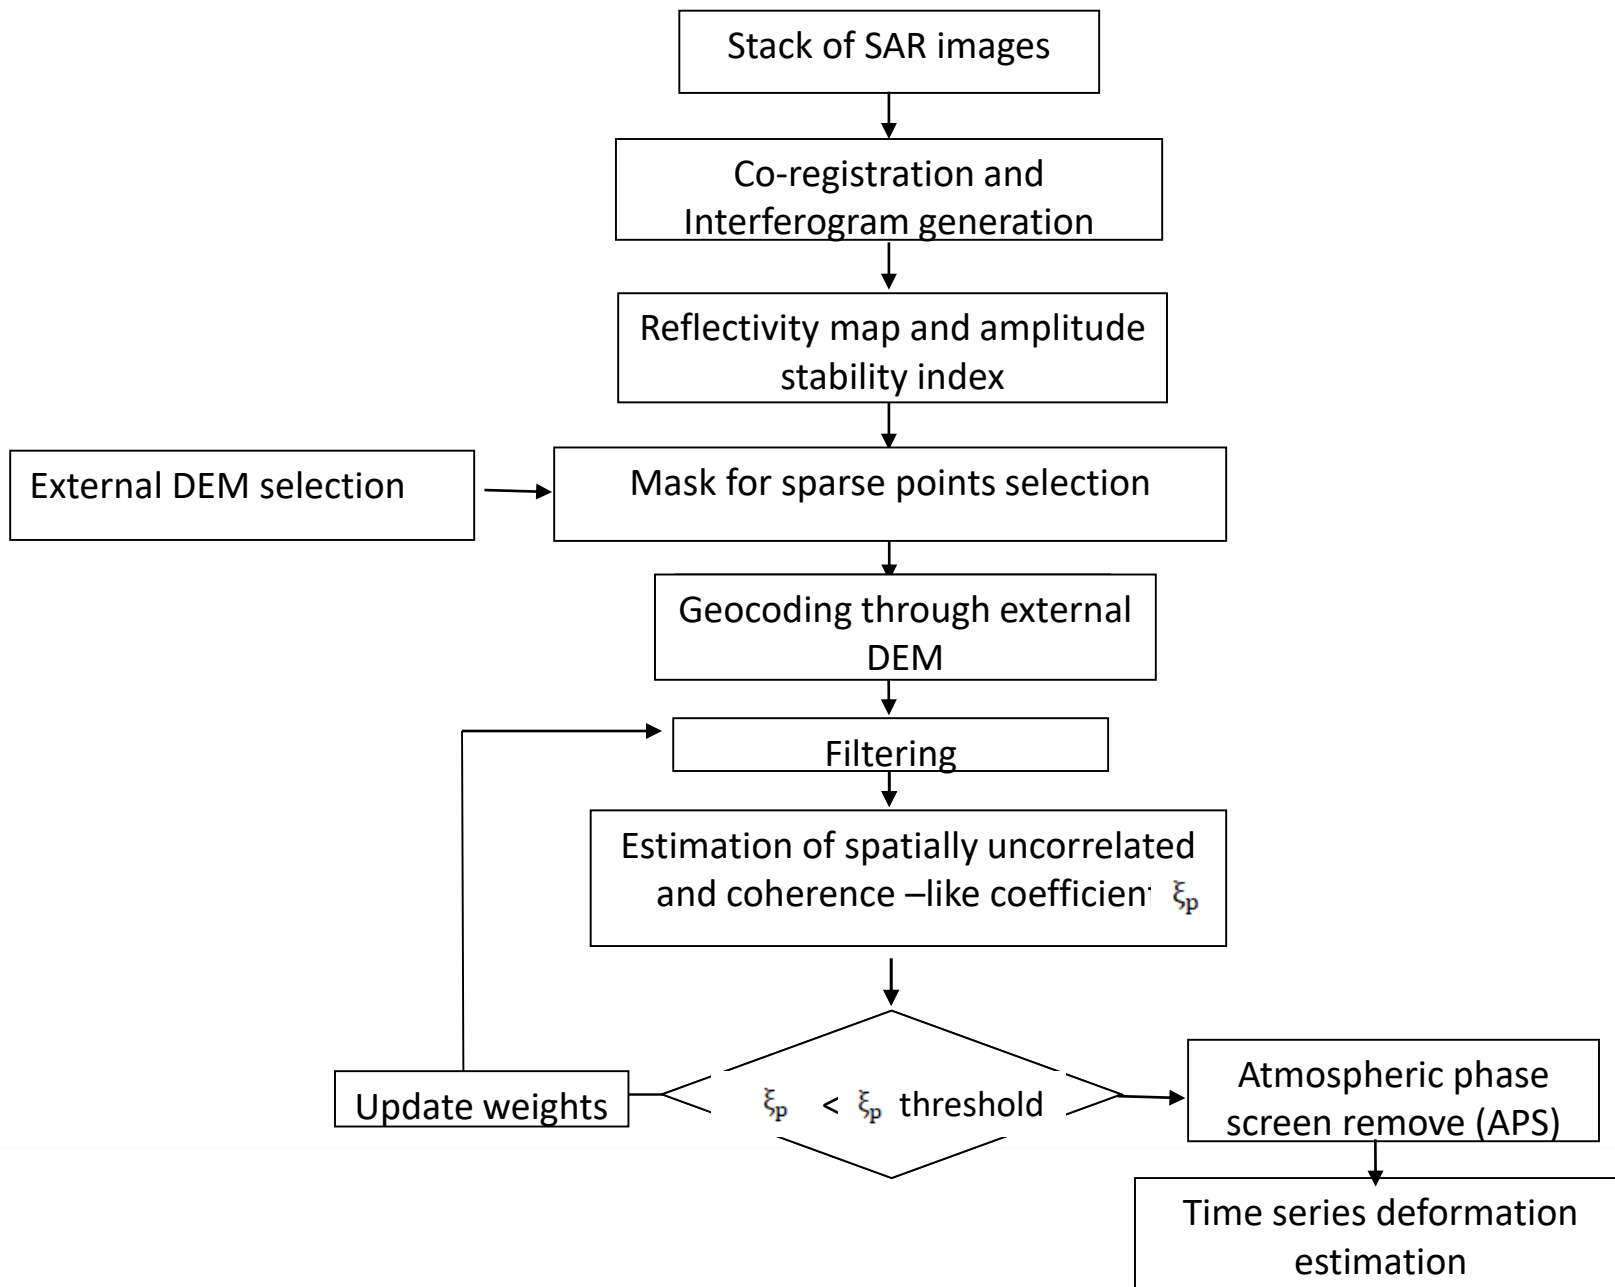 Stack of SAR images
Co-registration and
Interferogram generation
Reflectivity map and amplitude
stability index
External DEM selection
Mask for sparse points selection
Geocoding through external
DEM
Filtering
Estimation of spatially uncorrelated
and coherence –like coefficient ξp
Update weights
ξp < ξp threshold
Atmospheric phase
screen remove (APS)
Time series deformation
estimation